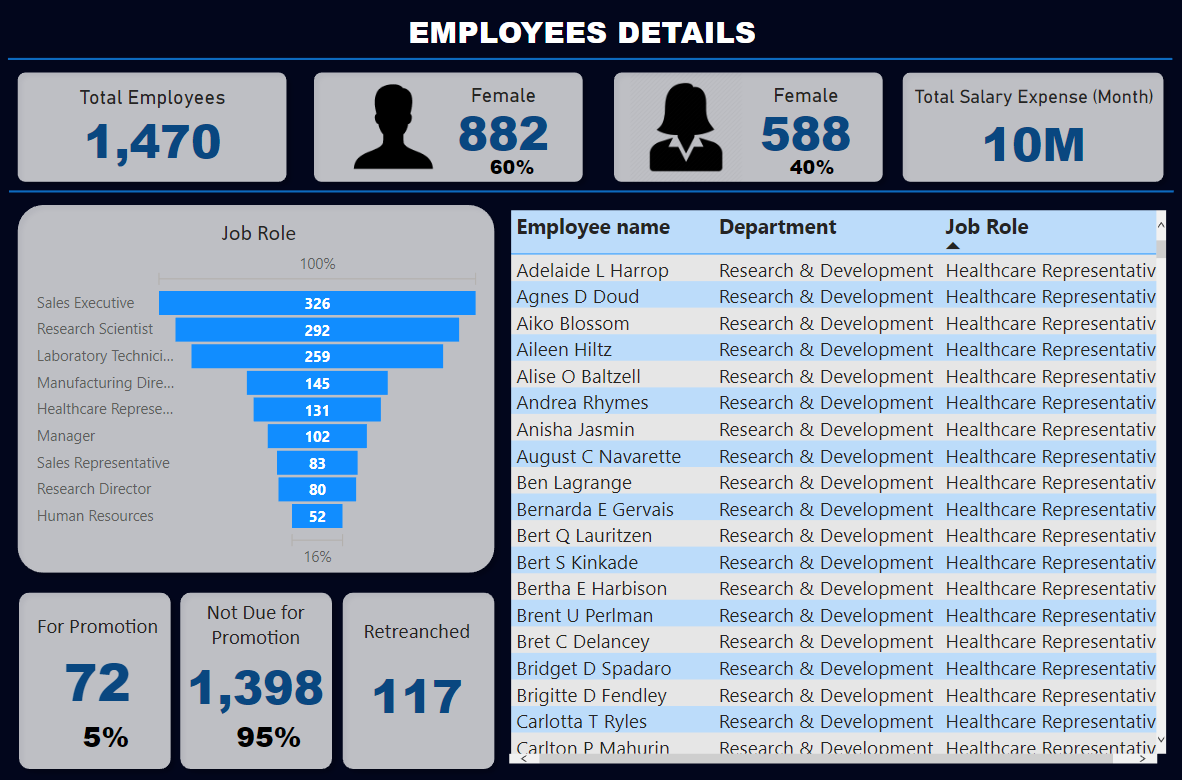 EMPLOYEES DETAILS
Total Employees
1,470
Female
882
60%
Female
588
40%
Total Salary Expense (Month)
10M
Job Role
100%
Sales Executive 326
Research Scientist 292
Laboratory Technici... 259
Manufacturing Dire... 145
Healthcare Represe... 131
Manager 102
Sales Representative 83
Research Director 80
Human Resources 52
16%
For Promotion
72
5%
Not Due for
Promotion
1,398
95%
Retreanched
117
Employee name Department Job Role
Adelaide L Harrop Research & Development Healthcare Representativ
Agnes D Doud Research & Development Healthcare Representativ
Aiko Blossom Research & Development Healthcare Representativ
Aileen Hiltz Research & Development Healthcare Representativ
Alise O Baltzell Research & Development Healthcare Representativ
Andrea Rhymes Research & Development Healthcare Representativ
Anisha Jasmin Research & Development Healthcare Representativ
August C Navarette Research & Development Healthcare Representativ
Ben Lagrange Research & Development Healthcare Representativ
Bernarda E Gervais Research & Development Healthcare Representativ
Bert Q Lauritzen Research & Development Healthcare Representativ
Bert S Kinkade Research & Development Healthcare Representativ
Bertha E Harbison Research & Development Healthcare Representativ
Brent U Perlman Research & Development Healthcare Representativ
Bret C Delancey Research & Development Healthcare Representativ
Bridget D Spadaro Research & Development Healthcare Representativ
Brigitte D Fendley Research & Development Healthcare Representativ
Carlotta T Ryles Research & Development Healthcare Representativ
Carlton P Mahurin Research & Development Healthcare Representativ